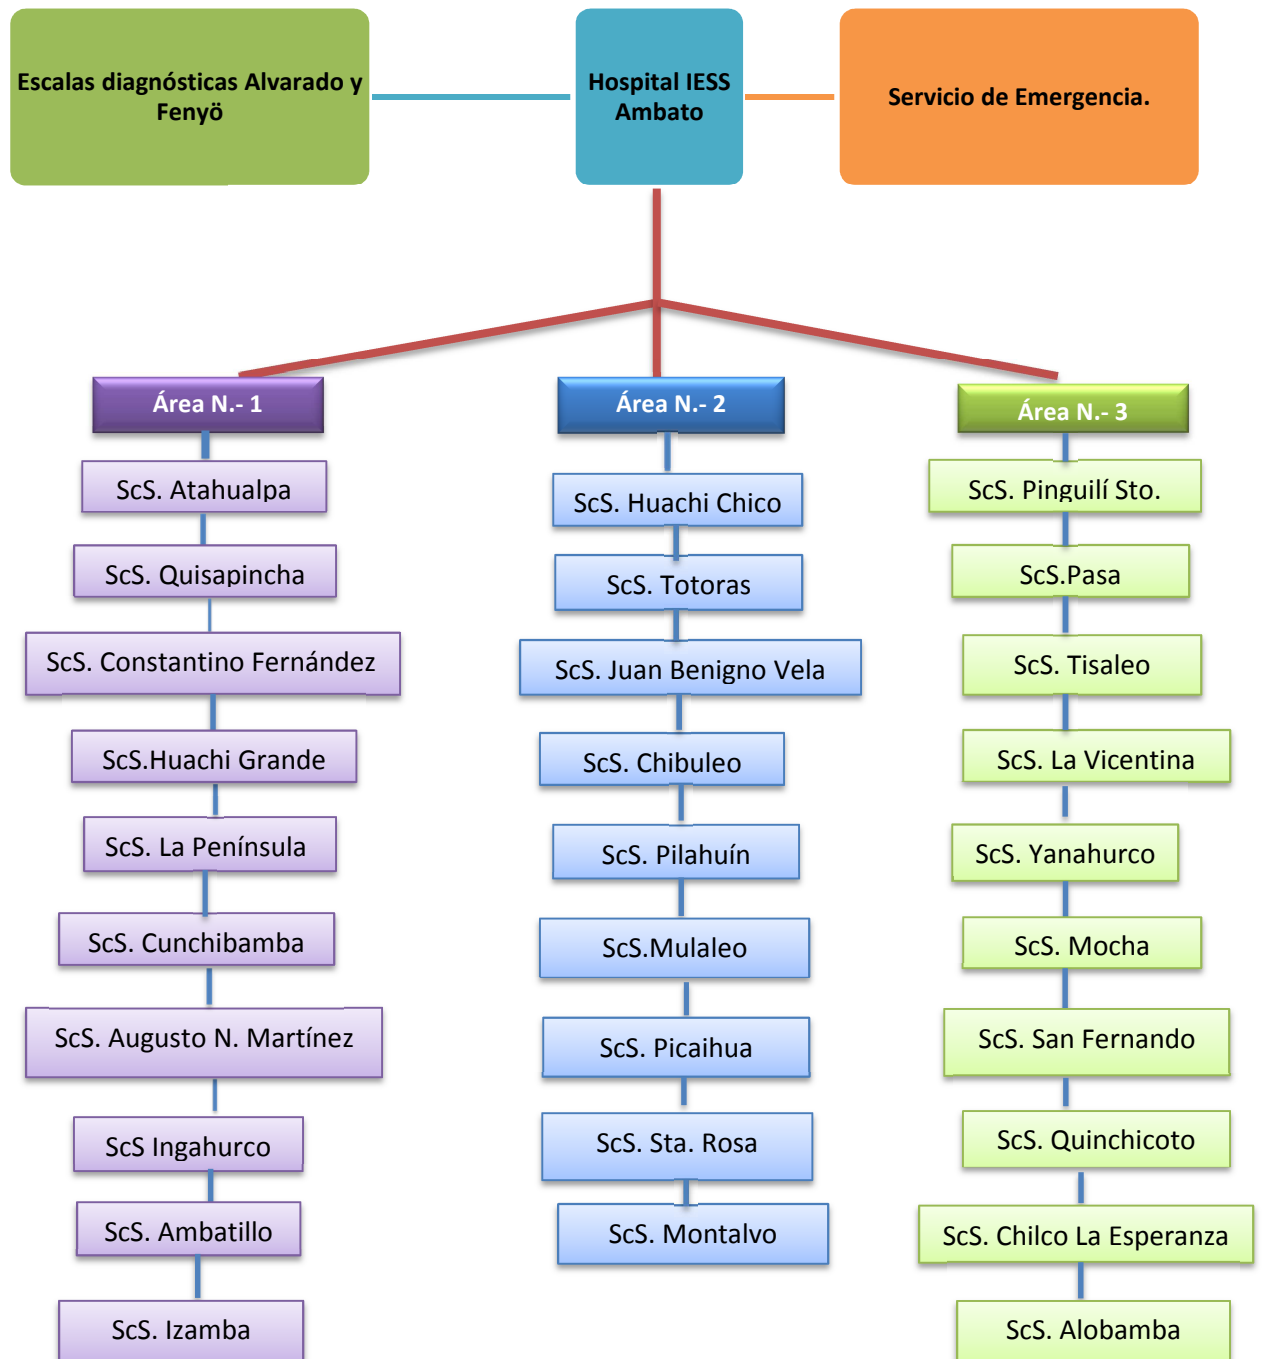 Escalas diagnósticas Alvarado y
Fenyö
Hospital IESS
Ambato
Servicio de Emergencia.
Área N.- 1
ScS. Atahualpa
ScS. Quisapincha
ScS. Constantino Fernández
ScS.Huachi Grande
ScS. La Península
ScS. Cunchibamba
ScS. Augusto N. Martínez
ScS Ingahurco
ScS. Ambatillo
ScS. Izamba
Área N.- 2
ScS. Huachi Chico
ScS. Totoras
ScS. Juan Benigno Vela
ScS. Chibuleo
ScS. Pilahuín
ScS.Mulaleo
ScS. Picaihua
ScS. Sta. Rosa
ScS. Montalvo
Área N.- 3
ScS. Pinguilí Sto.
ScS.Pasa
ScS. Tisaleo
ScS. La Vicentina
ScS. Yanahurco
ScS. Mocha
ScS. San Fernando
ScS. Quinchicoto
ScS. Chilco La Esperanza
ScS. Alobamba